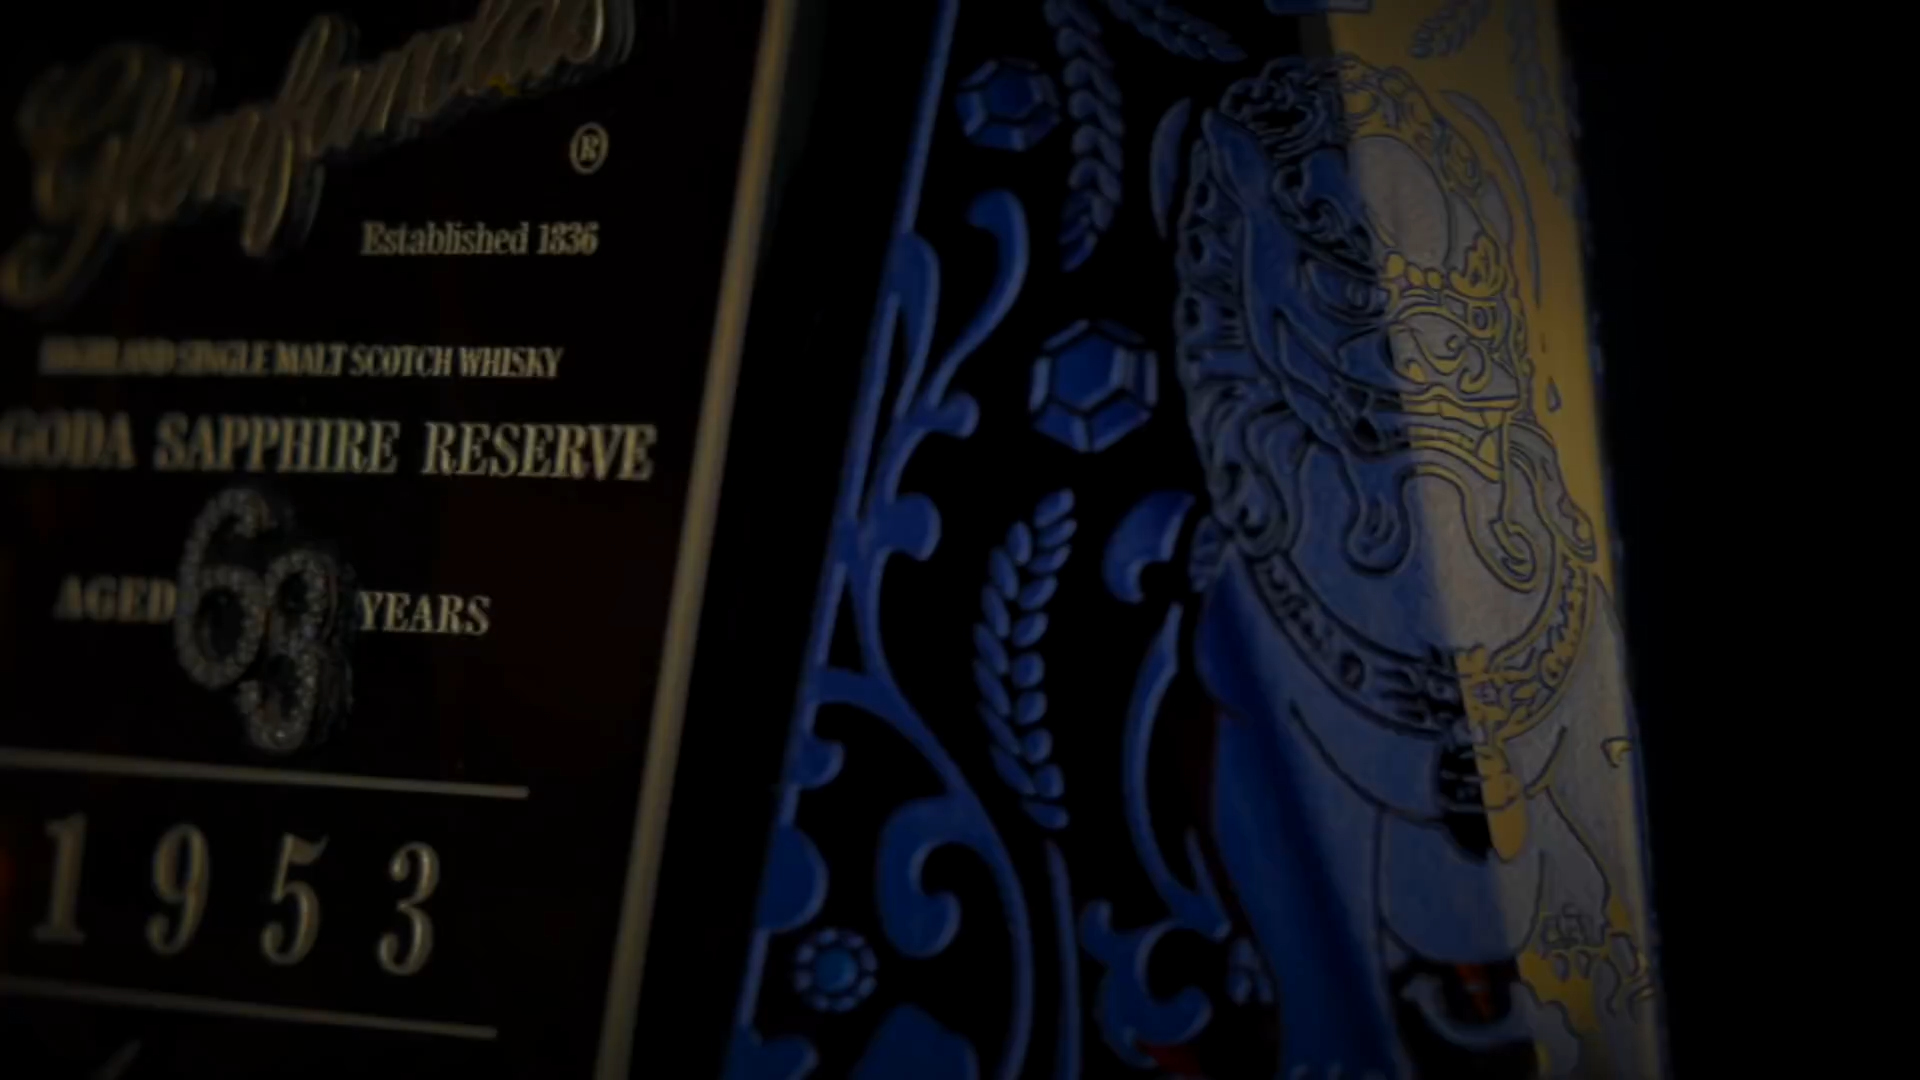 Glenfarclas
®
Established 1836
HIGHLAND SINGLE MALT SCOTCH WHISKY
GODA SAPPHIRE RESERVE
AGED 63 YEARS
1953